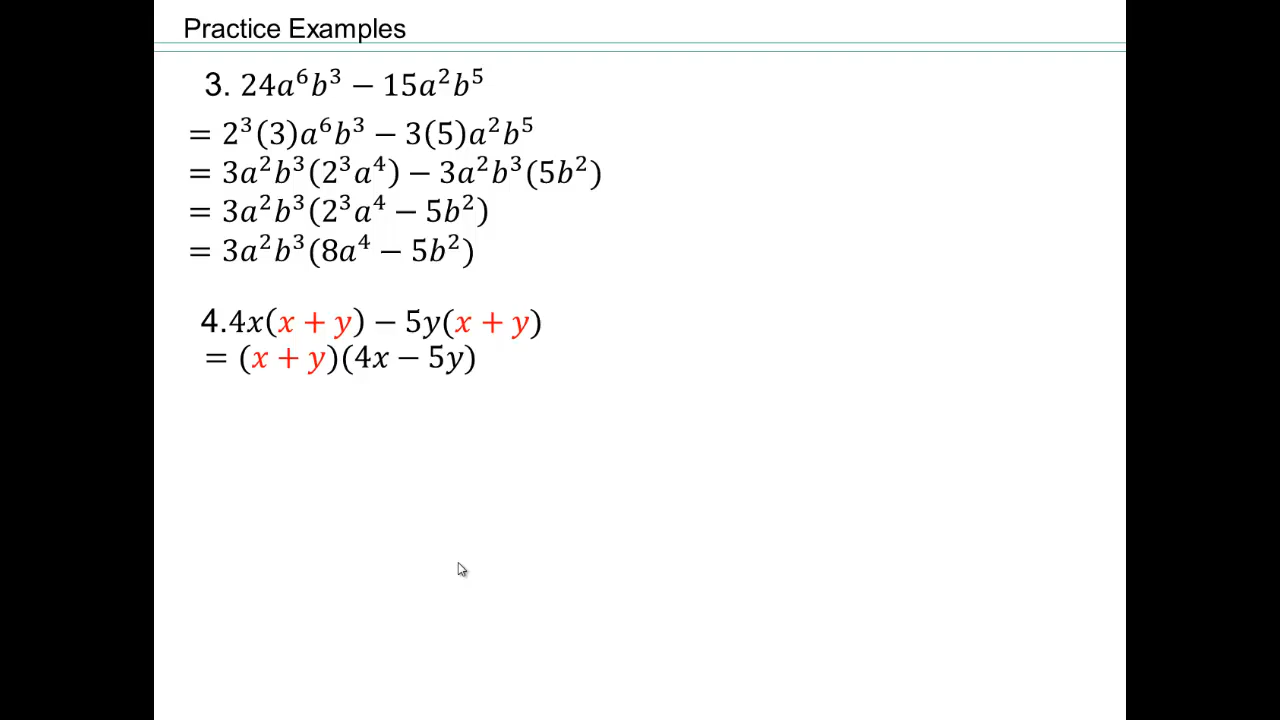 Practice Examples
3. 24a⁶b³ − 15a²b⁵
= 2³(3)a⁶b³ − 3(5)a²b⁵
= 3a²b³(2³a⁴) − 3a²b³(5b²)
= 3a²b³(2³a⁴ − 5b²)
= 3a²b³(8a⁴ − 5b²)
4.4x(x + y) − 5y(x + y)
= (x + y)(4x − 5y)